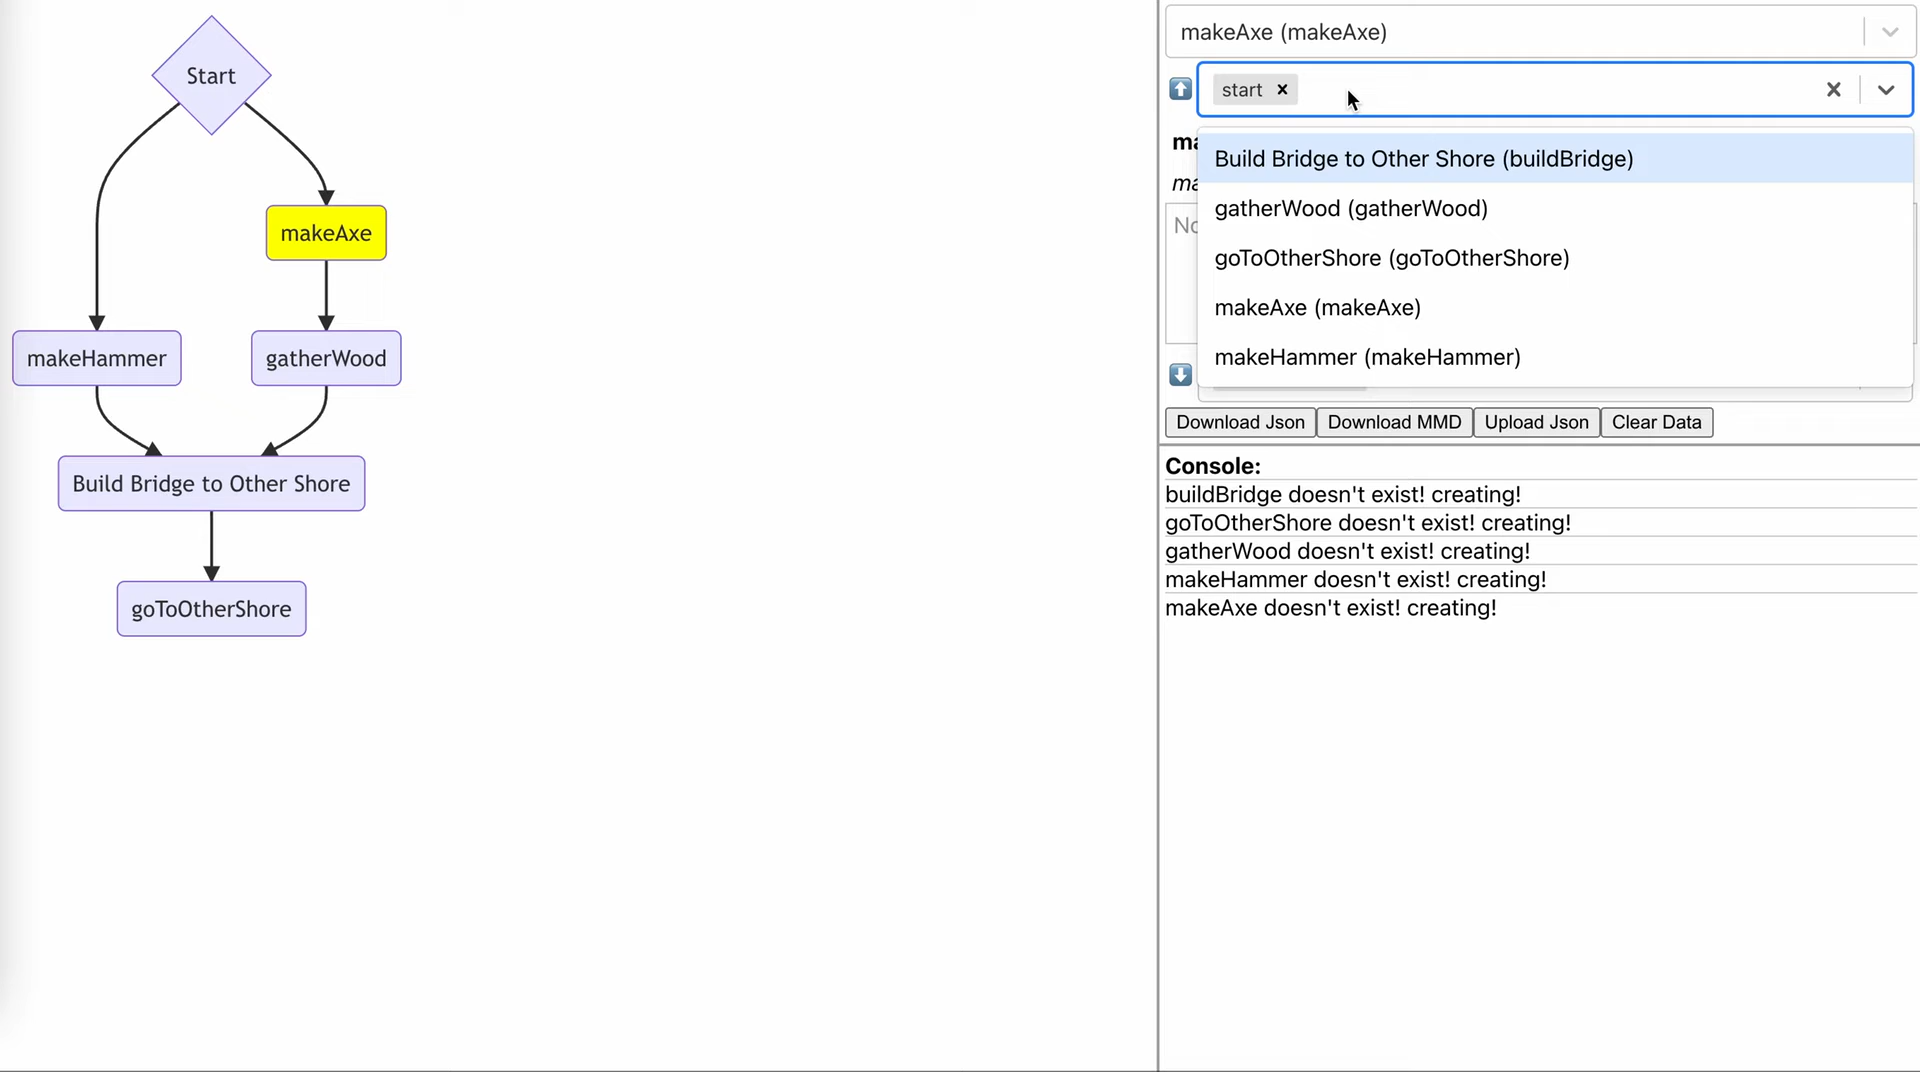 Start
makeAxe
makeHammer
gatherWood
Build Bridge to Other Shore
goToOtherShore
makeAxe (makeAxe)
start
Build Bridge to Other Shore (buildBridge)
gatherWood (gatherWood)
goToOtherShore (goToOtherShore)
makeAxe (makeAxe)
makeHammer (makeHammer)
Download Json
Download MMD
Upload Json
Clear Data
Console:
buildBridge doesn't exist! creating!
goToOtherShore doesn't exist! creating!
gatherWood doesn't exist! creating!
makeHammer doesn't exist! creating!
makeAxe doesn't exist! creating!